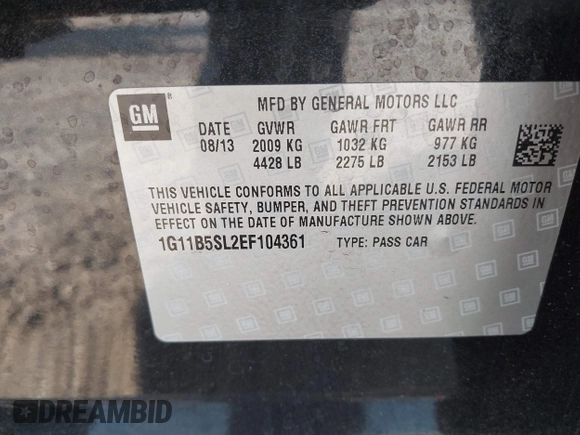 GM®
MFD BY GENERAL MOTORS LLC
DATE GVWR GAWR FRT GAWR RR
08/13 2009 KG 1032 KG 977 KG
4428 LB 2275 LB 2153 LB
THIS VEHICLE CONFORMS TO ALL APPLICABLE U.S. FEDERAL MOTOR
VEHICLE SAFETY, BUMPER, AND THEFT PREVENTION STANDARDS IN
EFFECT ON THE DATE OF MANUFACTURE SHOWN ABOVE.
1G11B5SL2EF104361 TYPE: PASS CAR
DREAMBID